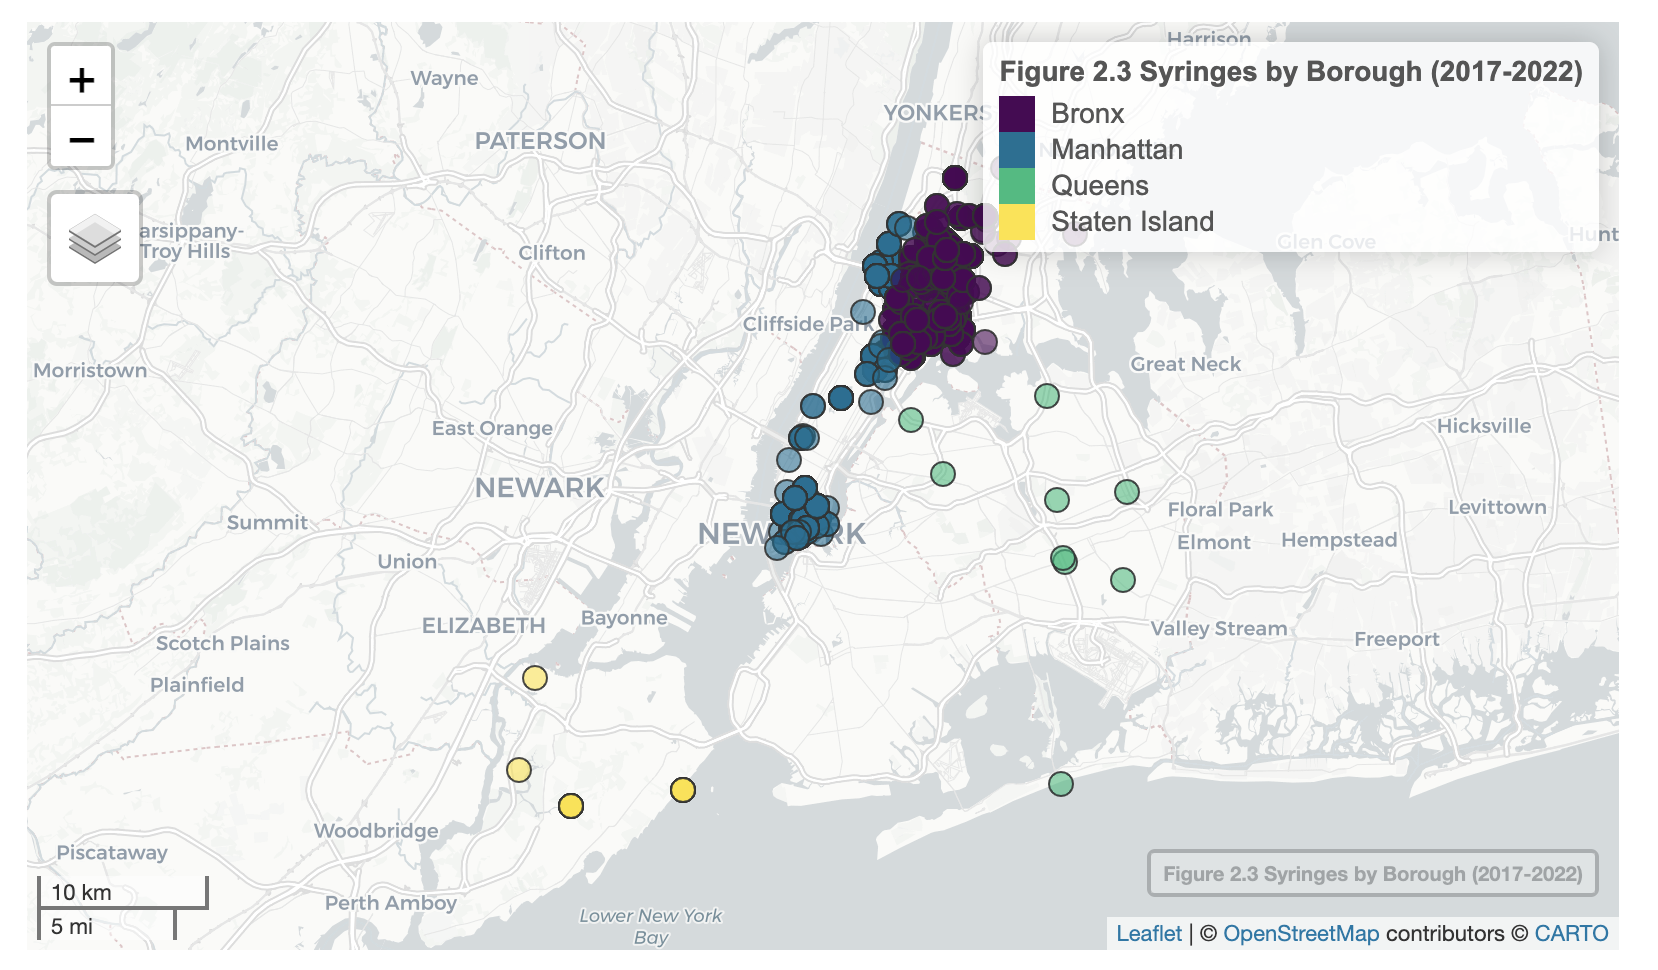 Harrison
+
−
Figure 2.3 Syringes by Borough (2017-2022)
Wayne
YONKERS
Bronx
Montville
PATERSON
Manhattan
Queens
Staten Island
arsippany-
Troy Hills
Clifton
Glen Cove
Hunt
Cliffside Park
Great Neck
Morristown
East Orange
Hicksville
NEWARK
Floral Park
Levittown
Summit
NEW YORK
Elmont
Hempstead
Union
ELIZABETH
Bayonne
Valley Stream
Freeport
Scotch Plains
Plainfield
Woodbridge
Piscataway
Figure 2.3 Syringes by Borough (2017-2022)
10 km
Perth Amboy
5 mi
Lower New York
Bay
Leaflet | © OpenStreetMap contributors © CARTO